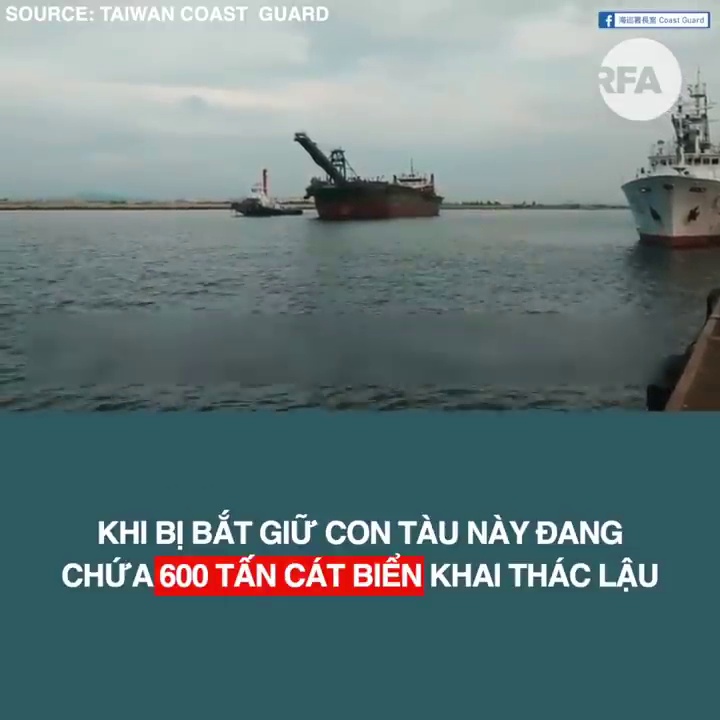 SOURCE: TAIWAN COAST GUARD
海巡署長室 Coast Guard
RFA
KHI BỊ BẮT GIỮ CON TÀU NÀY ĐANG
CHỨA 600 TẤN CÁT BIỂN KHAI THÁC LẬU